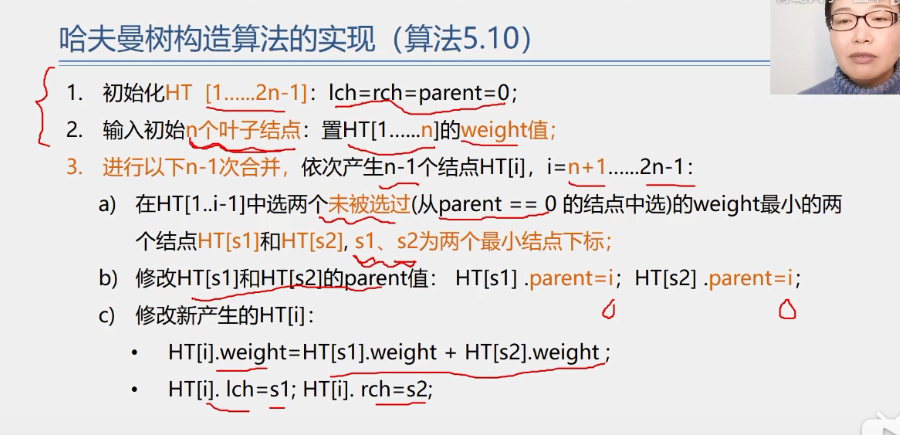 哈夫曼树构造算法的实现（算法5.10）
1. 初始化HT [1……2n-1]：lch=rch=parent=0；
2. 输入初始n个叶子结点：置HT[1……n]的weight值；
3. 进行以下n-1次合并，依次产生n-1个结点HT[i]，i=n+1……2n-1：
a) 在HT[1..i-1]中选两个未被选过(从parent == 0 的结点中选)的weight最小的两
个结点HT[s1]和HT[s2], s1、s2为两个最小结点下标；
b) 修改HT[s1]和HT[s2]的parent值： HT[s1] .parent=i；HT[s2] .parent=i；
c) 修改新产生的HT[i]：
• HT[i].weight=HT[s1].weight + HT[s2].weight ;
• HT[i]. lch=s1; HT[i]. rch=s2;